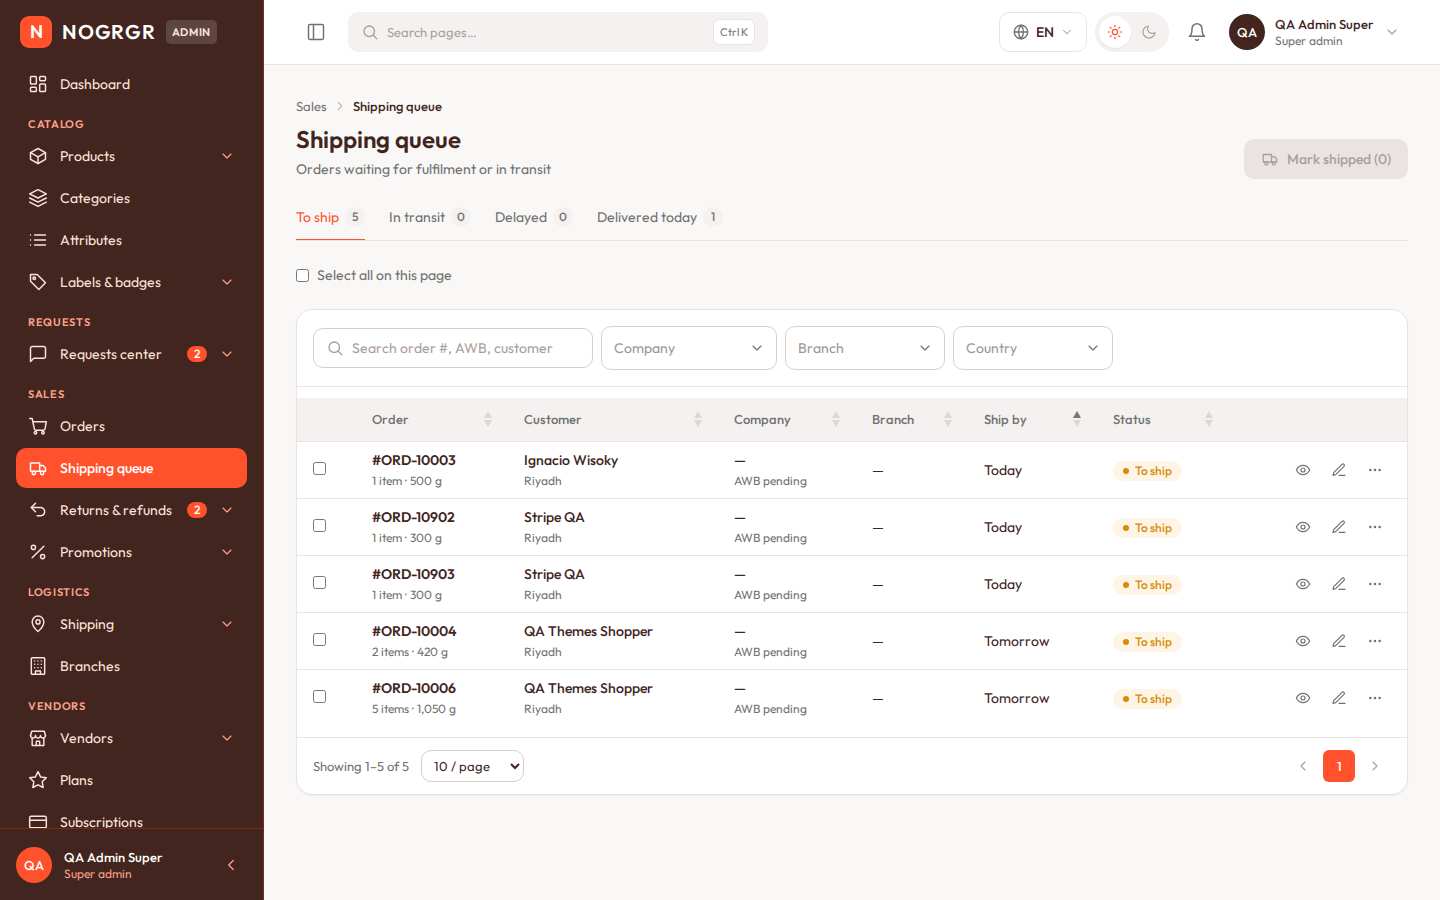 N NOGRGR ADMIN
Search pages... Ctrl K
EN
QA
QA Admin Super
Super admin
Dashboard
CATALOG
Products
Categories
Attributes
Labels & badges
REQUESTS
Requests center 2
SALES
Orders
Shipping queue
Returns & refunds 2
Promotions
LOGISTICS
Shipping
Branches
VENDORS
Vendors
Plans
Subscriptions
QA
QA Admin Super
Super admin
Sales > Shipping queue
Shipping queue
Orders waiting for fulfilment or in transit
Mark shipped (0)
To ship 5 In transit 0 Delayed 0 Delivered today 1
Select all on this page
Search order #, AWB, customer Company Branch Country
Order Customer Company Branch Ship by Status
#ORD-10003 Ignacio Wisoky — — Today To ship
1 item · 500 g Riyadh AWB pending
#ORD-10902 Stripe QA — — Today To ship
1 item · 300 g Riyadh AWB pending
#ORD-10903 Stripe QA — — Today To ship
1 item · 300 g Riyadh AWB pending
#ORD-10004 QA Themes Shopper — — Tomorrow To ship
2 items · 420 g Riyadh AWB pending
#ORD-10006 QA Themes Shopper — — Tomorrow To ship
5 items · 1,050 g Riyadh AWB pending
Showing 1–5 of 5 10 / page 1